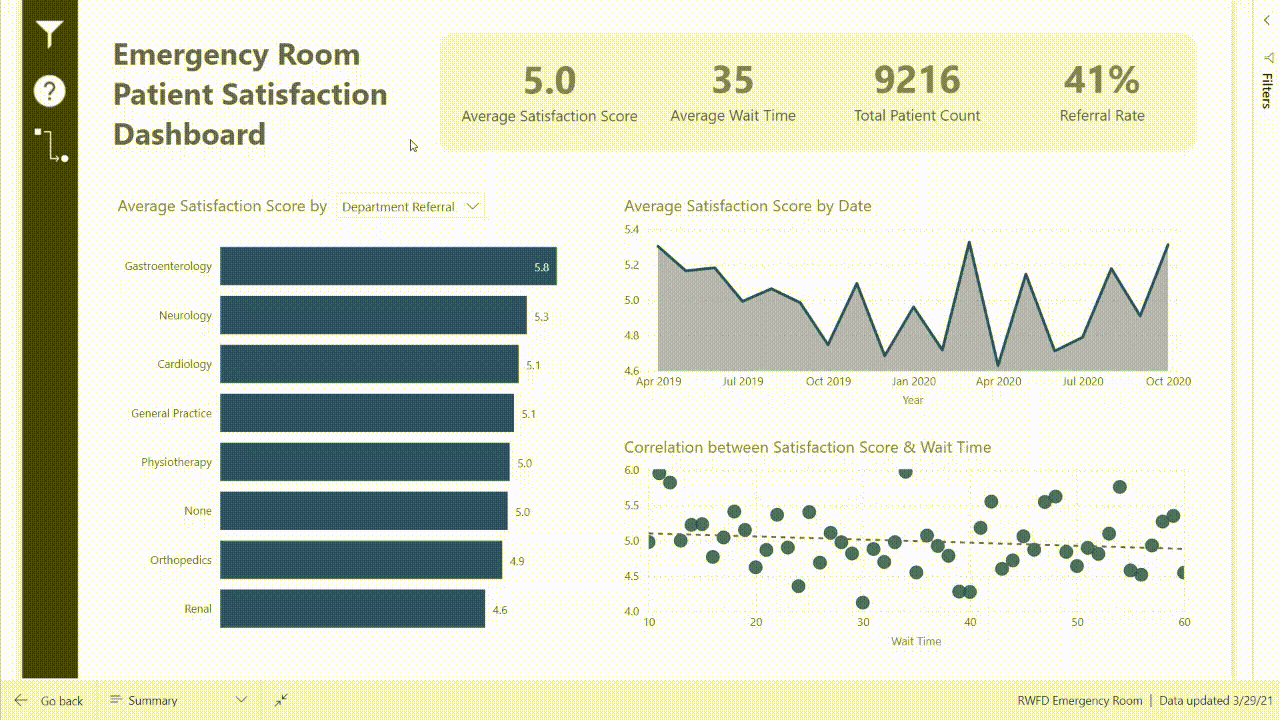 Emergency Room
Patient Satisfaction
Dashboard
5.0
Average Satisfaction Score
35
Average Wait Time
9216
Total Patient Count
41%
Referral Rate
?
Filters
Average Satisfaction Score by Department Referral
Gastroenterology 5.8
Neurology 5.3
Cardiology 5.1
General Practice 5.1
Physiotherapy 5.0
None 5.0
Orthopedics 4.9
Renal 4.6
Average Satisfaction Score by Date
5.4
5.2
5.0
4.8
4.6
Apr 2019 Jul 2019 Oct 2019 Jan 2020 Apr 2020 Jul 2020 Oct 2020
Year
Correlation between Satisfaction Score & Wait Time
6.0
5.5
5.0
4.5
4.0
10 20 30 40 50 60
Wait Time
Go back Summary
RWFD Emergency Room | Data updated 3/29/21